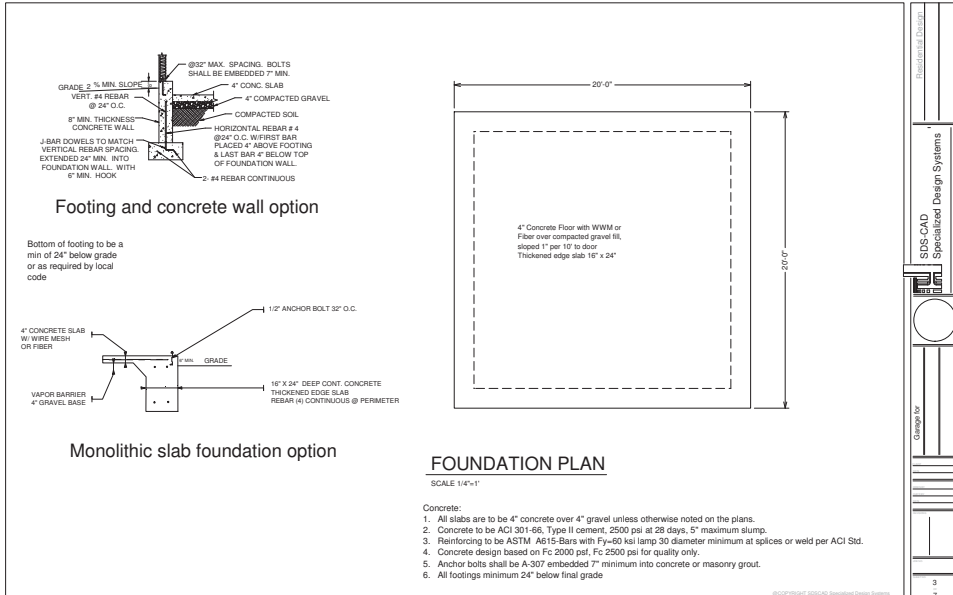 @32" MAX. SPACING. BOLTS
SHALL BE EMBEDDED 7" MIN.
GRADE 2 % MIN. SLOPE
4" CONC. SLAB
VERT. #4 REBAR
@ 24" O.C.
4" COMPACTED GRAVEL
COMPACTED SOIL
8" MIN. THICKNESS
CONCRETE WALL
HORIZONTAL REBAR # 4
@24" O.C. W/FIRST BAR
PLACED 4" ABOVE FOOTING
& LAST BAR 4" BELOW TOP
OF FOUNDATION WALL.
J-BAR DOWELS TO MATCH
VERTICAL REBAR SPACING.
EXTENDED 24" MIN. INTO
FOUNDATION WALL. WITH
6" MIN. HOOK
2- #4 REBAR CONTINUOUS
Footing and concrete wall option
Bottom of footing to be a
min of 24" below grade
or as required by local
code
1/2" ANCHOR BOLT 32" O.C.
4" CONCRETE SLAB
W/ WIRE MESH
OR FIBER
8" MIN.
GRADE
VAPOR BARRIER
4" GRAVEL BASE
16" X 24" DEEP CONT. CONCRETE
THICKENED EDGE SLAB
REBAR (4) CONTINUOUS @ PERIMETER
Monolithic slab foundation option
20'-0"
20'-0"
4" Concrete Floor with WWM or
Fiber over compacted gravel fill,
sloped 1" per 10' to door
Thickened edge slab 16" x 24"
FOUNDATION PLAN
SCALE 1/4"=1'
Concrete:
1. All slabs are to be 4" concrete over 4" gravel unless otherwise noted on the plans.
2. Concrete to be ACI 301-66, Type II cement, 2500 psi at 28 days, 5" maximum slump.
3. Reinforcing to be ASTM A615-Bars with Fy=60 ksi lamp 30 diameter minimum at splices or weld per ACI Std.
4. Concrete design based on Fc 2000 psf, Fc 2500 psi for quality only.
5. Anchor bolts shall be A-307 embedded 7" minimum into concrete or masonry grout.
6. All footings minimum 24" below final grade
©COPYRIGHT SDSCAD Specialized Design Systems
Residential Design
SDS-CAD
Specialized Design Systems
Garage for
3